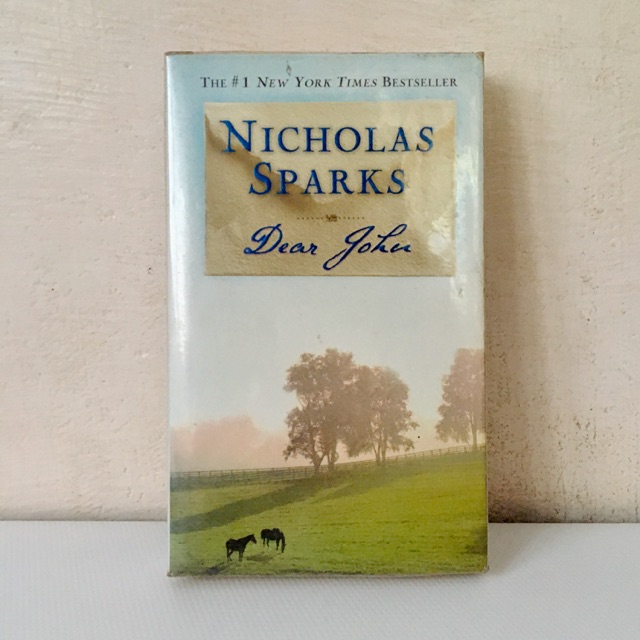 THE #1 NEW YORK TIMES BESTSELLER
NICHOLAS
SPARKS
Dear John